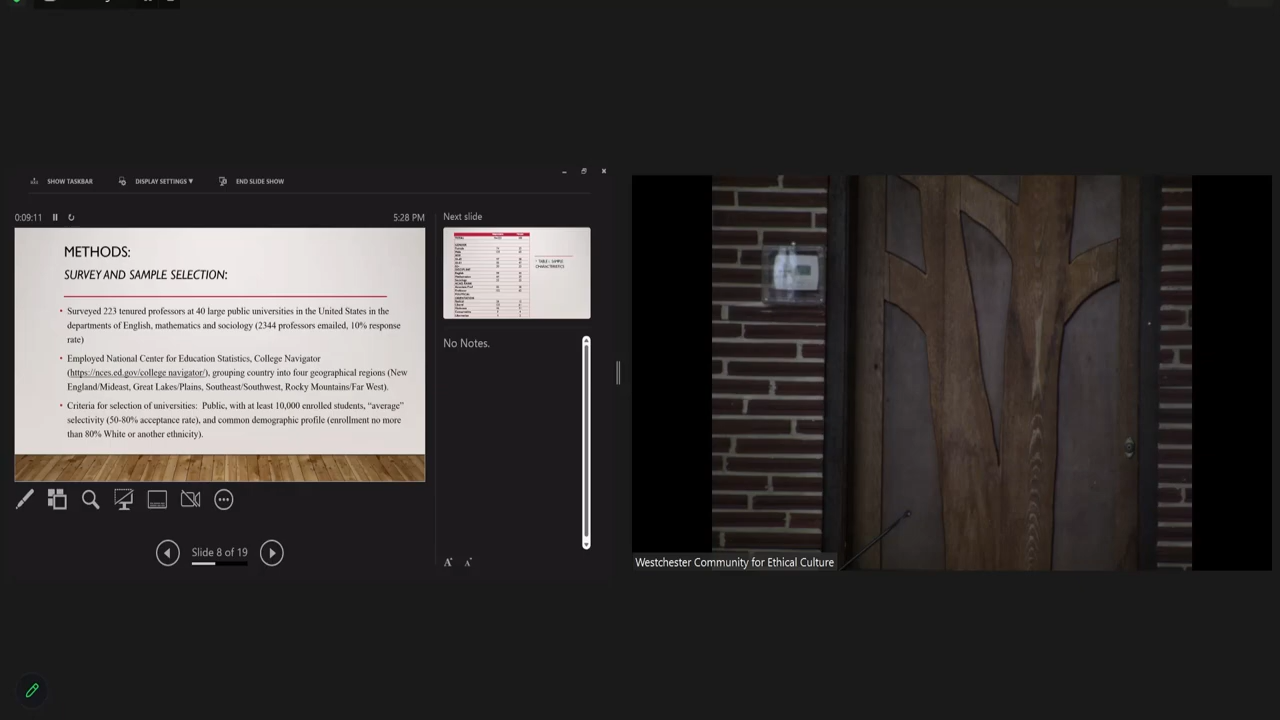 SHOW TASKBAR
DISPLAY SETTINGS ▾
END SLIDE SHOW
0:09:11
5:28 PM
Next slide
METHODS:
SURVEY AND SAMPLE SELECTION:
• Surveyed 223 tenured professors at 40 large public universities in the United States in the
departments of English, mathematics and sociology (2344 professors emailed, 10% response
rate)
• Employed National Center for Education Statistics, College Navigator
(https://nces.ed.gov/college navigator/), grouping country into four geographical regions (New
England/Mideast, Great Lakes/Plains, Southeast/Southwest, Rocky Mountains/Far West).
• Criteria for selection of universities: Public, with at least 10,000 enrolled students, “average”
selectivity (50-80% acceptance rate), and common demographic profile (enrollment no more
than 80% White or another ethnicity).
TABLE 1: SAMPLE
CHARACTERISTICS
No Notes.
Slide 8 of 19
Westchester Community for Ethical Culture